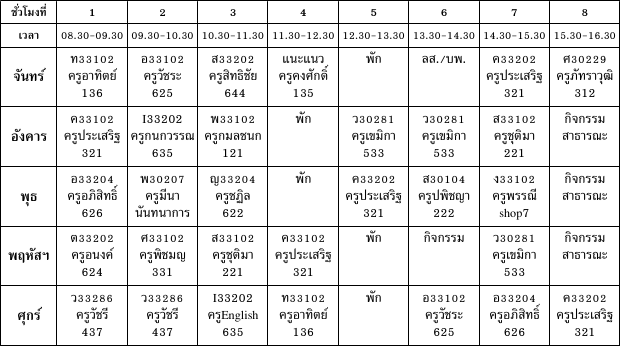 ชั่วโมงที่ 1 2 3 4 5 6 7 8
เวลา 08.30-09.30 09.30-10.30 10.30-11.30 11.30-12.30 12.30-13.30 13.30-14.30 14.30-15.30 15.30-16.30
ท33102 อ33102 ส33202 แนะแนว พัก ลส./บพ. ค33202 ศ30229
จันทร์ ครูอาทิตย์ ครูวัชระ ครูสิทธิชัย ครูคงศักดิ์ ครูประเสริฐ ครูภัทราวุฒิ
136 625 644 135 321 312
ค33102 I33202 พ33102 พัก ว30281 ว30281 ส33102 กิจกรรม
อังคาร ครูประเสริฐ ครูกนกวรรณ ครูกมลชนก ครูเขมิกา ครูเขมิกา ครูชุติมา สาธารณะ
321 635 121 533 533 221
อ33204 พ30207 ญ33204 พัก ค33202 ส30104 ง33102 กิจกรรม
พุธ ครูอภิสิทธิ์ ครูมีนา ครูชฎิล ครูประเสริฐ ครูปพิชญา ครูพรรณี สาธารณะ
626 นันทนาการ 622 321 222 shop7
ต33202 ศ33102 ส33102 ค33102 พัก กิจกรรม ว30281 กิจกรรม
พฤหัสฯ ครูอนงค์ ครูพิชมญ ครูชุติมา ครูประเสริฐ ครูเขมิกา สาธารณะ
624 331 221 321 533
ว33286 ว33286 I33202 ท33102 พัก อ33102 อ33204 ค33202
ศุกร์ ครูวัชรี ครูวัชรี ครูEnglish ครูอาทิตย์ ครูวัชระ ครูอภิสิทธิ์ ครูประเสริฐ
437 437 635 136 625 626 321